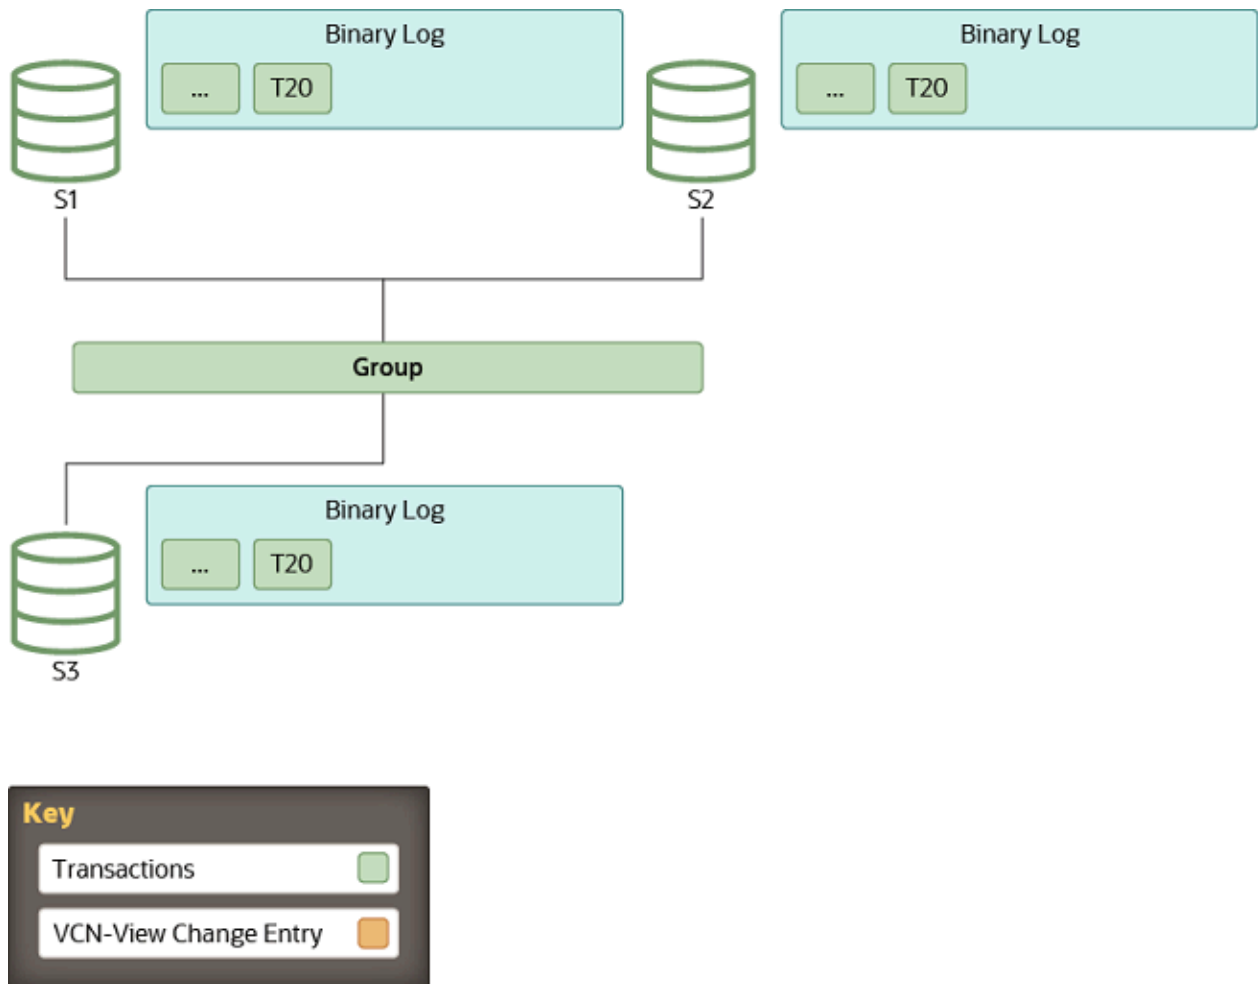 Binary Log
... T20
S1
Binary Log
... T20
S2
Group
Binary Log
... T20
S3
Key
Transactions
VCN-View Change Entry